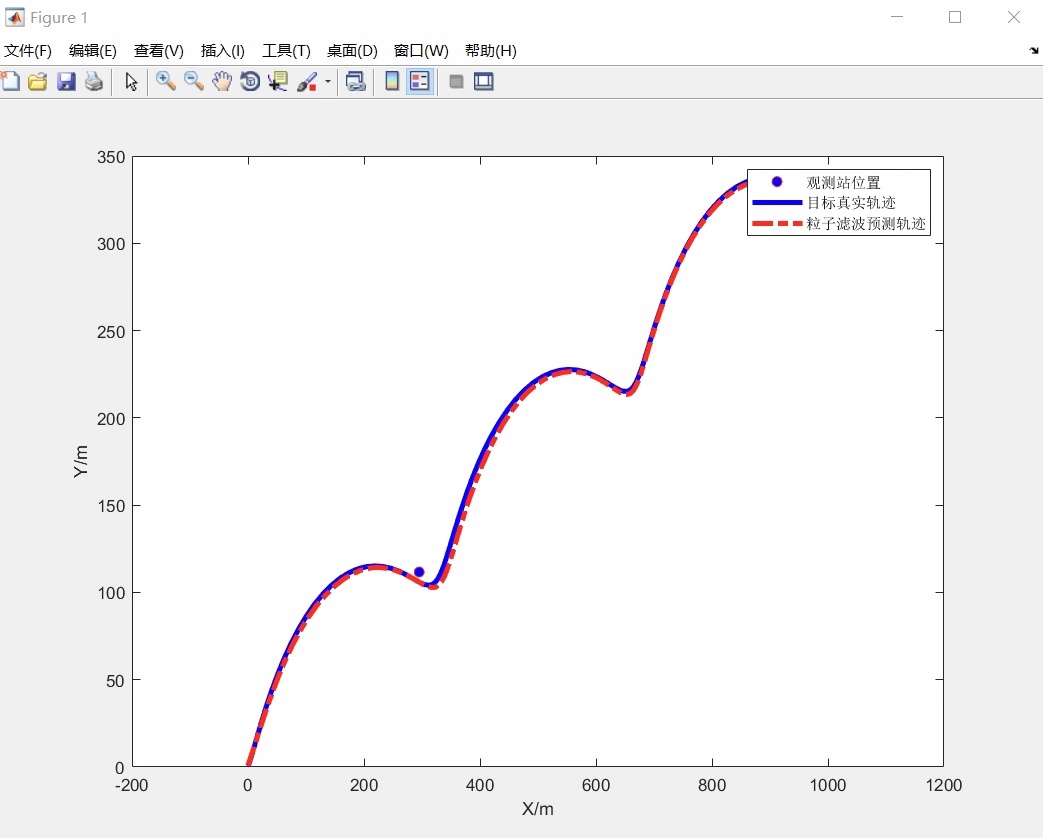 Figure 1
文件(F) 编辑(E) 查看(V) 插入(I) 工具(T) 桌面(D) 窗口(W) 帮助(H)
350
观测站位置
目标真实轨迹
粒子滤波预测轨迹
300
250
200
150
100
50
0
Y/m
-200 0 200 400 600 800 1000 1200
X/m